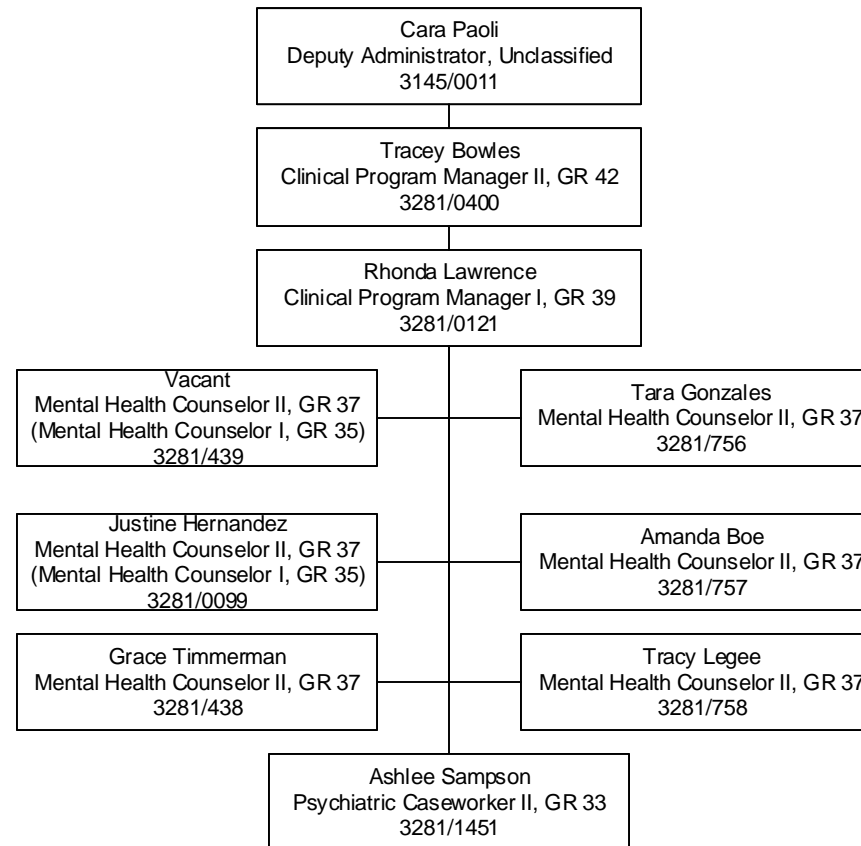 Cara Paoli
Deputy Administrator, Unclassified
3145/0011
Tracey Bowles
Clinical Program Manager II, GR 42
3281/0400
Rhonda Lawrence
Clinical Program Manager I, GR 39
3281/0121
Vacant
Mental Health Counselor II, GR 37
(Mental Health Counselor I, GR 35)
3281/439
Tara Gonzales
Mental Health Counselor II, GR 37
3281/756
Justine Hernandez
Mental Health Counselor II, GR 37
(Mental Health Counselor I, GR 35)
3281/0099
Amanda Boe
Mental Health Counselor II, GR 37
3281/757
Grace Timmerman
Mental Health Counselor II, GR 37
3281/438
Tracy Legee
Mental Health Counselor II, GR 37
3281/758
Ashlee Sampson
Psychiatric Caseworker II, GR 33
3281/1451